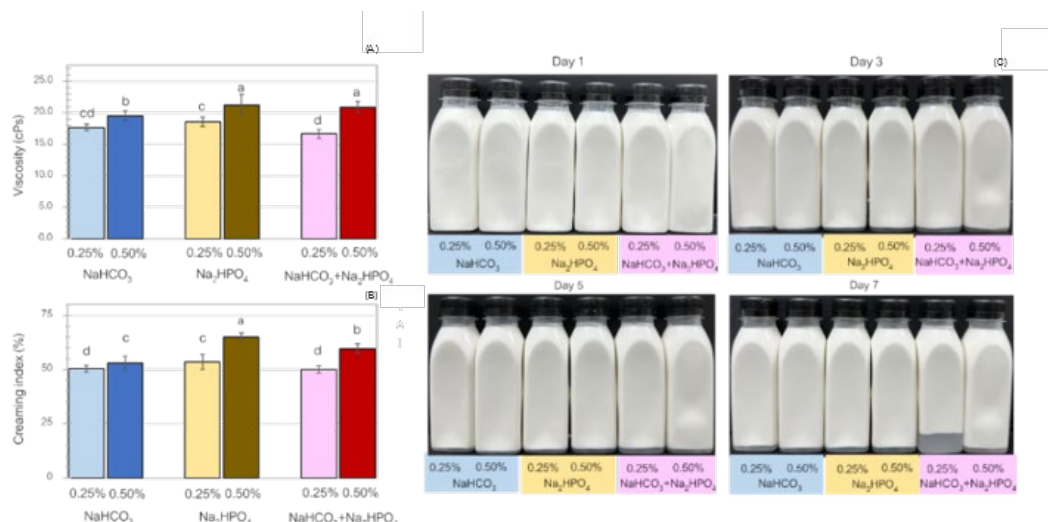 (A)
25.0
20.0
15.0
10.0
5.0
0.0
Viscosity (cPs)
cd b c a d a
0.25% 0.50% 0.25% 0.50% 0.25% 0.50%
NaHCO₃ Na₂HPO₄ NaHCO₃+Na₂HPO₄
(B)
75
50
25
0
Creaming index (%)
d c c a d b
0.25% 0.50% 0.25% 0.50% 0.25% 0.50%
NaHCO₃ Na₂HPO₄ NaHCO₃+Na₂HPO₄
(C)
Day 1
0.25% 0.50% 0.25% 0.50% 0.25% 0.50%
NaHCO₃ Na₂HPO₄ NaHCO₃+Na₂HPO₄
Day 3
0.25% 0.50% 0.25% 0.50% 0.25% 0.50%
NaHCO₃ Na₂HPO₄ NaHCO₃+Na₂HPO₄
Day 5
0.25% 0.50% 0.25% 0.50% 0.25% 0.50%
NaHCO₃ Na₂HPO₄ NaHCO₃+Na₂HPO₄
Day 7
0.25% 0.50% 0.25% 0.50% 0.25% 0.50%
NaHCO₃ Na₂HPO₄ NaHCO₃+Na₂HPO₄